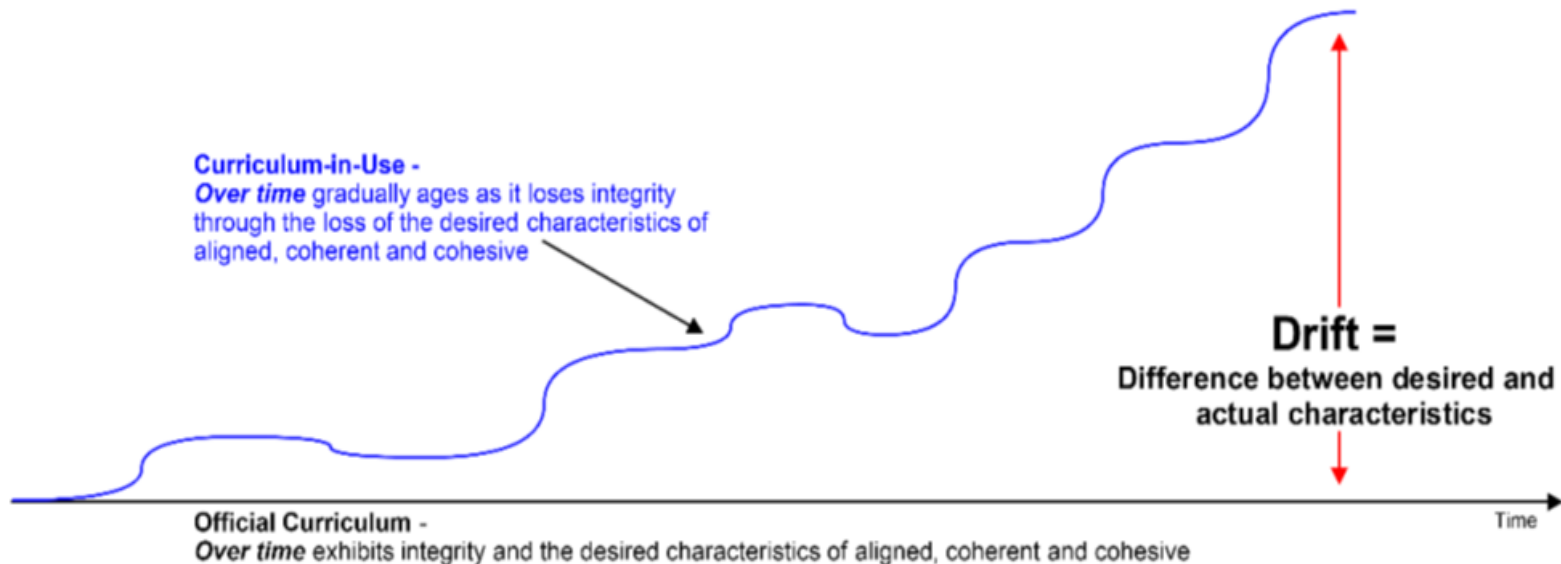 Curriculum-in-Use -
Over time gradually ages as it loses integrity
through the loss of the desired characteristics of
aligned, coherent and cohesive
Drift =
Difference between desired and
actual characteristics
Time
Official Curriculum -
Over time exhibits integrity and the desired characteristics of aligned, coherent and cohesive